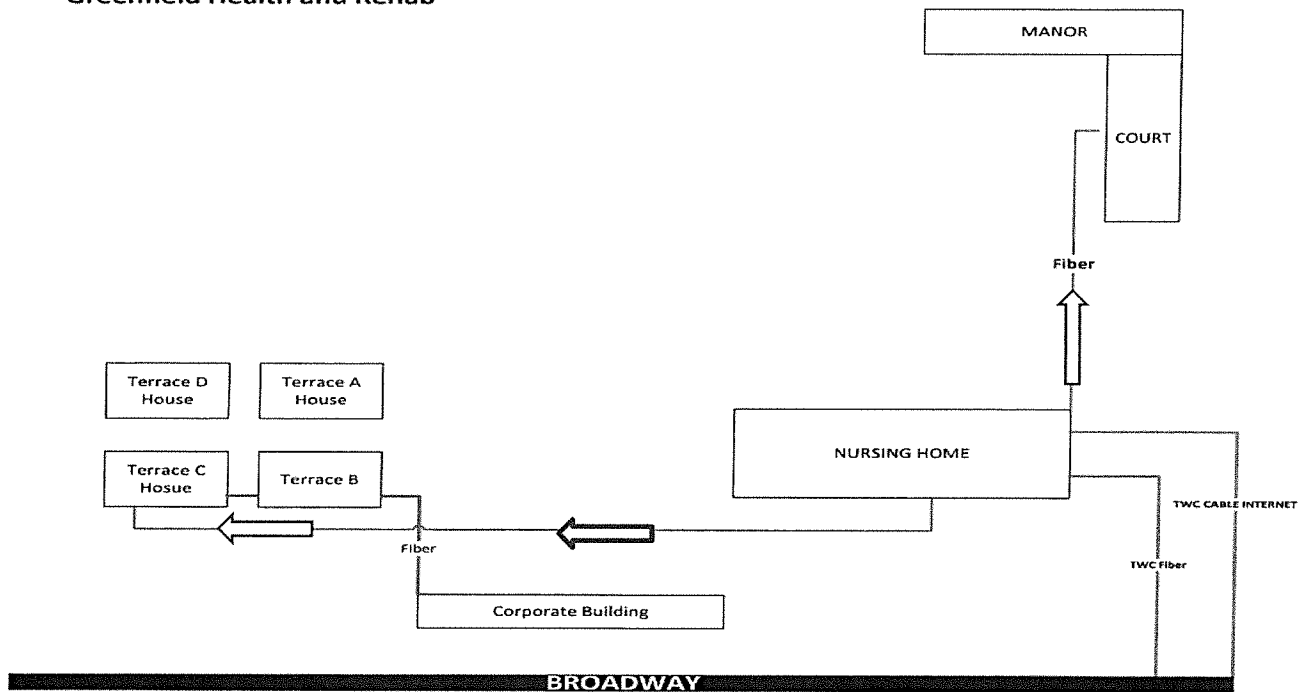 Greenfield Health and Rehab
MANOR
COURT
Fiber
Terrace D
House
Terrace A
House
NURSING HOME
Terrace C
Hosue
Terrace B
TWC CABLE INTERNET
Fiber
TWC Fiber
Corporate Building
BROADWAY